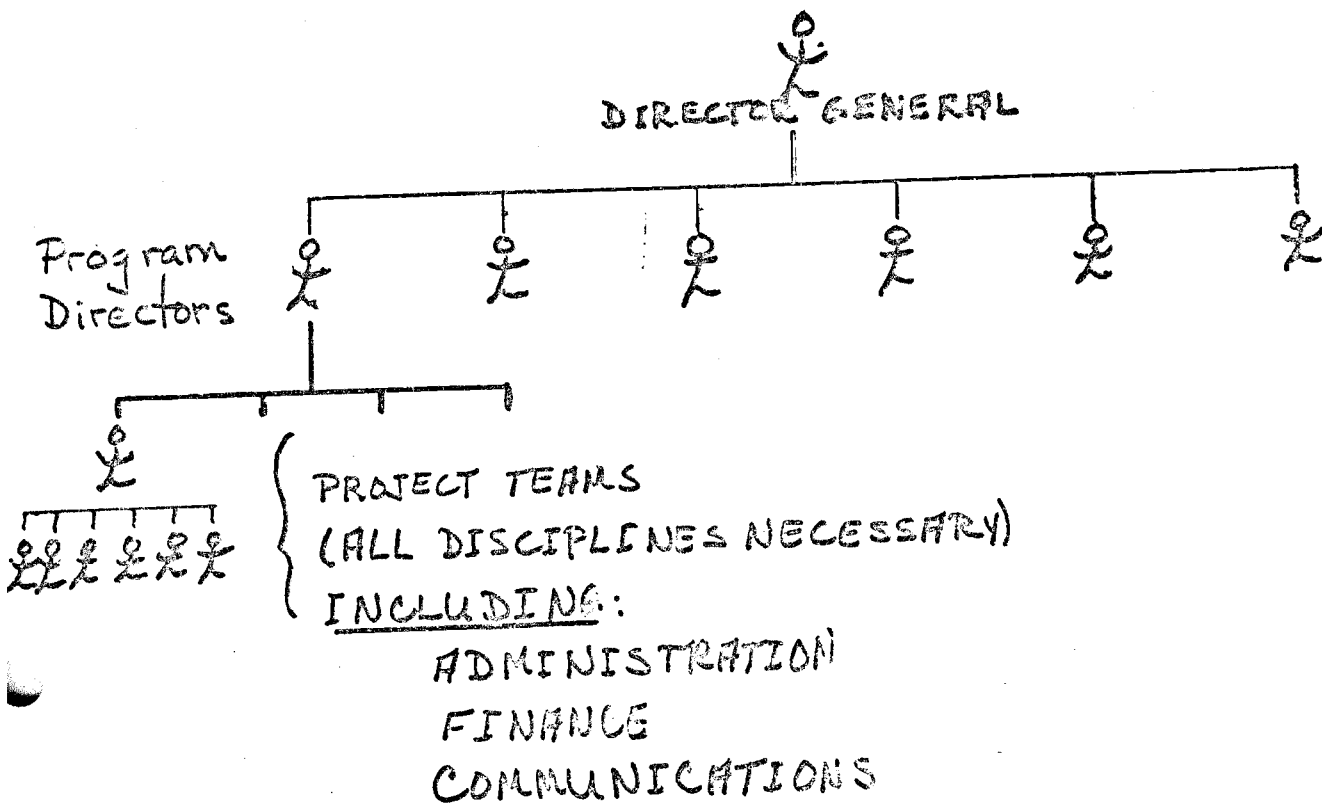 DIRECTOR GENERAL
Program
Directors
PROJECT TEAMS
(ALL DISCIPLINES NECESSARY)
INCLUDING:
ADMINISTRATION
FINANCE
COMMUNICATIONS